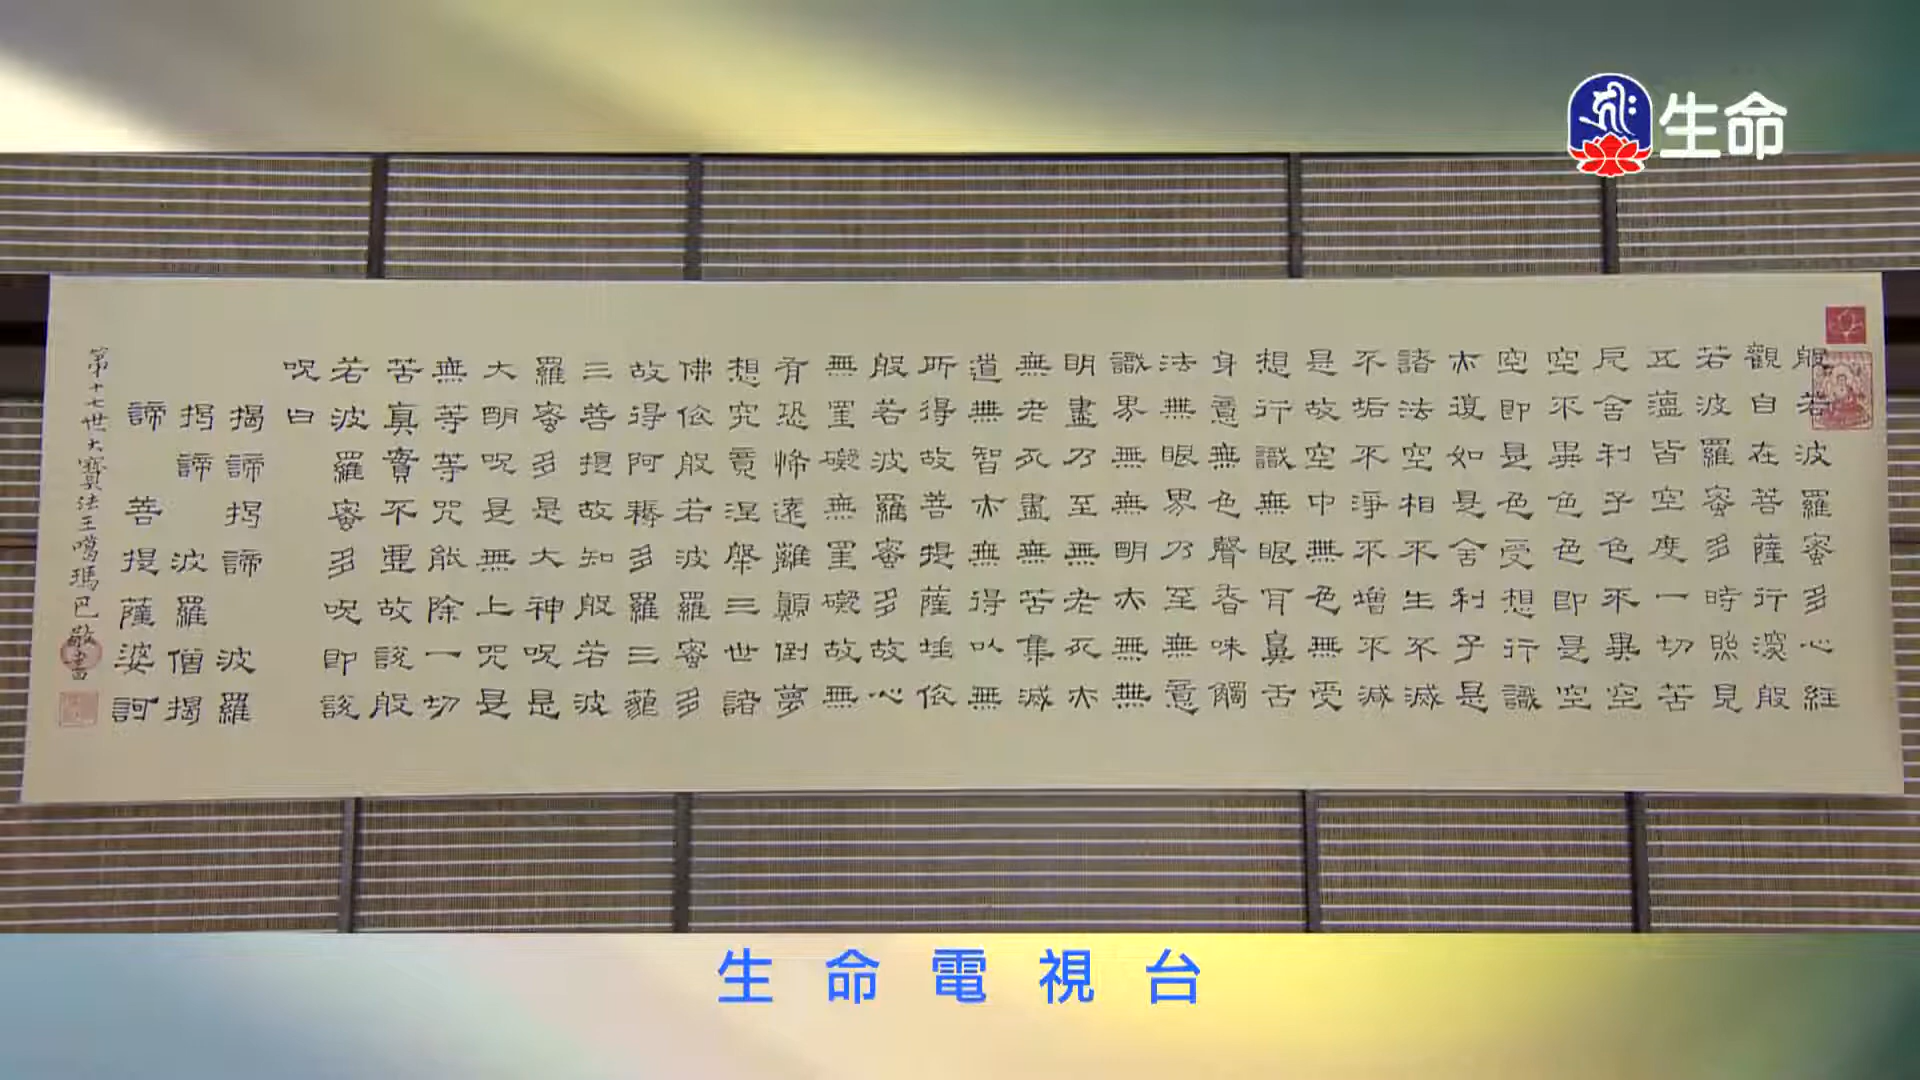 生命
般若波羅蜜多心經
觀自在菩薩行深般
若波羅蜜多時照見
五蘊皆空度一切苦
厄舍利子色不異空
空不異色色即是空
空即是色受想行識
亦復如是舍利子是
諸法空相不生不滅
不垢不淨不增不減
是故空中無色無受
想行識無眼耳鼻舌
身意無色聲香味觸
法無眼界乃至無意
識界無無明亦無無
明盡乃至無老死亦
無老死盡無苦集滅
道無智亦無得以無
所得故菩提薩埵依
般若波羅蜜多故心
無罣礙無罣礙故無
有恐怖遠離顛倒夢
想究竟涅槃三世諸
佛依般若波羅蜜多
故得阿耨多羅三藐
三菩提故知般若波
羅蜜多是大神呪是
大明呪是無上咒是
無等等咒能除一切
苦真實不虛故說般
若波羅蜜多呪即說
呪曰
揭諦揭諦 波羅
揭諦 波羅僧揭
諦 菩提薩婆訶
第十七世大寶法王噶瑪巴敬書
生命電視台